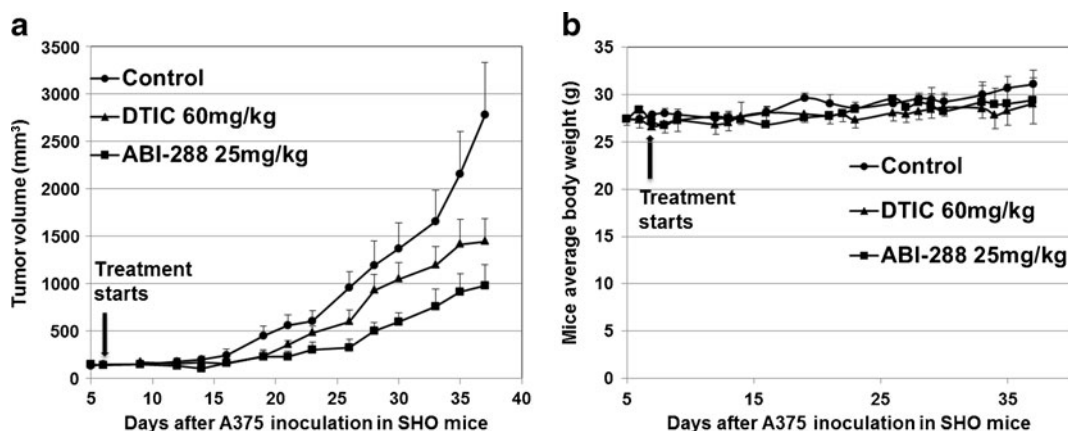 a
3500
3000
2500
2000
1500
1000
500
0
Tumor volume (mm³)
Control
DTIC 60mg/kg
ABI-288 25mg/kg
Treatment
starts
5 10 15 20 25 30 35 40
Days after A375 inoculation in SHO mice
b
35
30
25
20
15
10
5
0
Mice average body weight (g)
Treatment
starts
Control
DTIC 60mg/kg
ABI-288 25mg/kg
5 15 25 35
Days after A375 inoculation in SHO mice